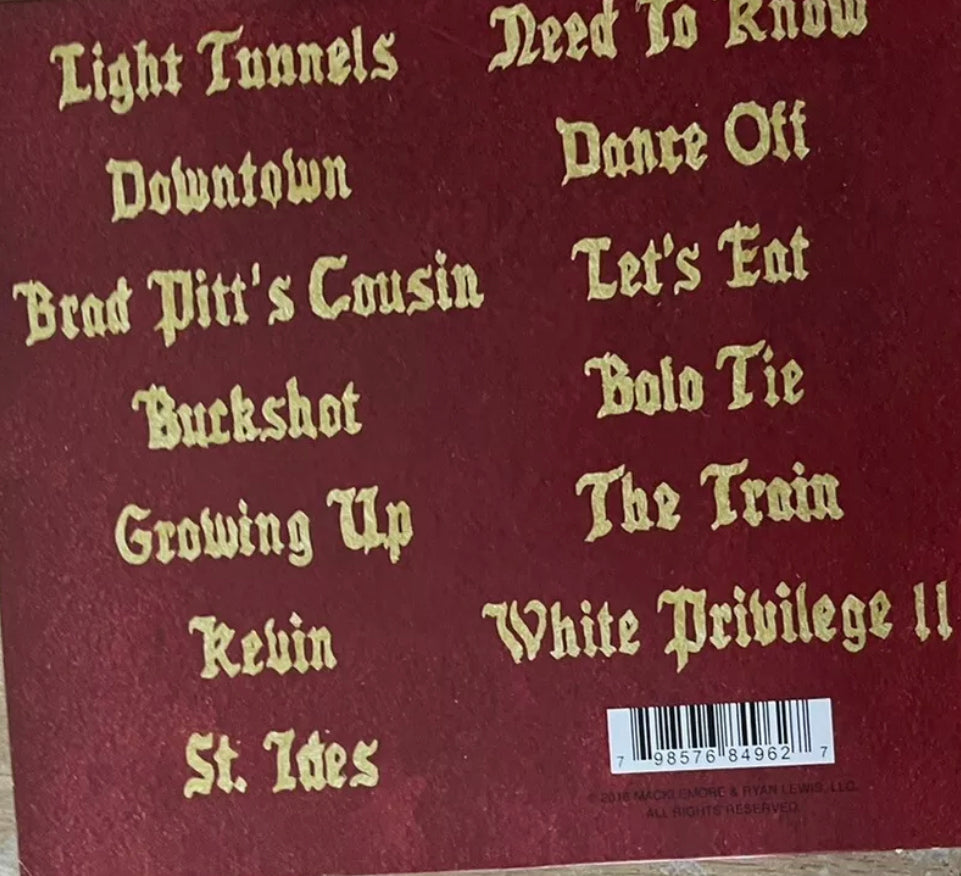 Light Tunnels
Downtown
Brad Pitt's Cousin
Buckshot
Growing Up
Kevin
St. Ides
Need To Know
Dance Off
Let's Eat
Bolo Tie
The Train
White Privilege II
7 98576 84962 7
© 2016 MACKLEMORE & RYAN LEWIS, LLC.
ALL RIGHTS RESERVED.